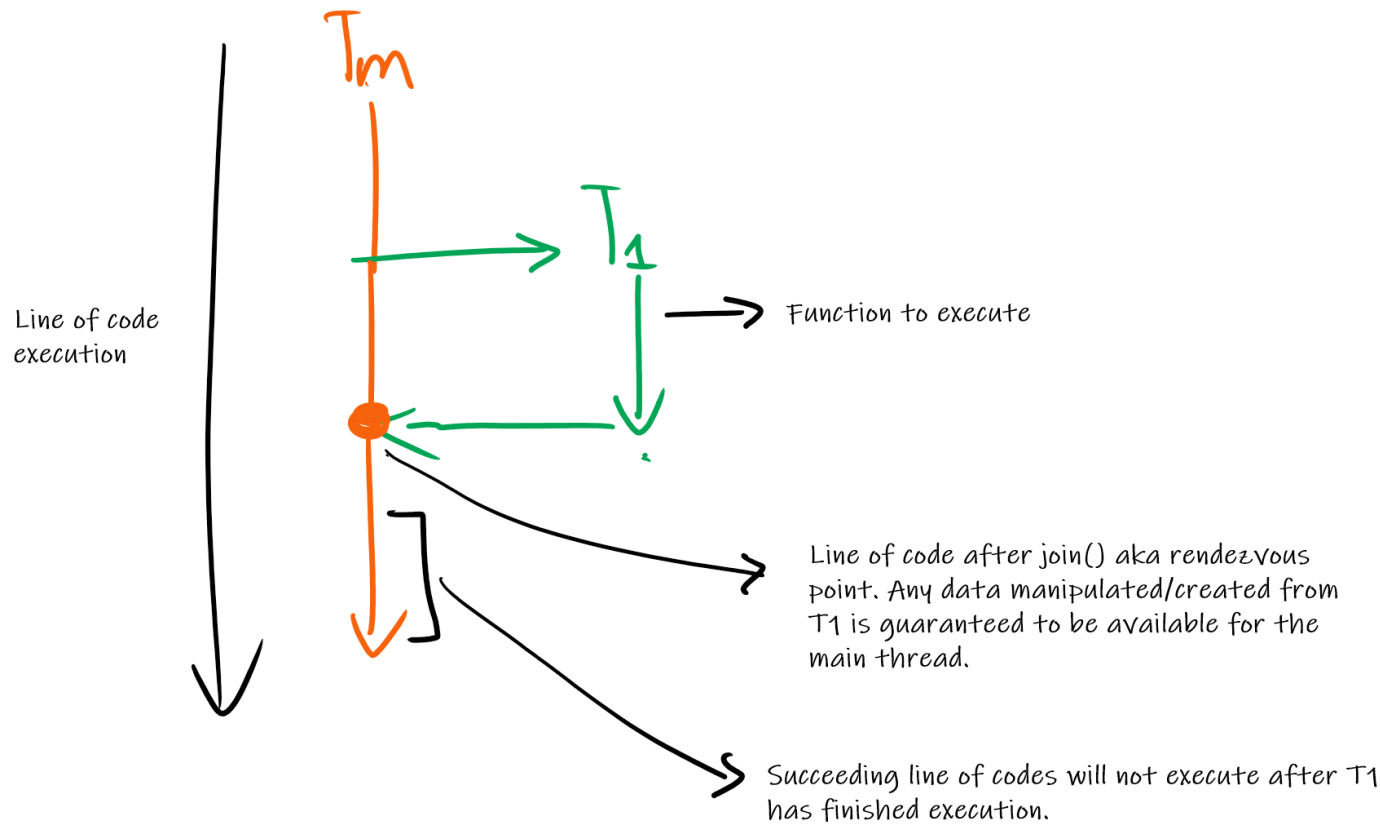 Tm
T1
Function to execute
Line of code
execution
Line of code after join() aka rendezvous
point. Any data manipulated/created from
T1 is guaranteed to be available for the
main thread.
Succeeding line of codes will not execute after T1
has finished execution.